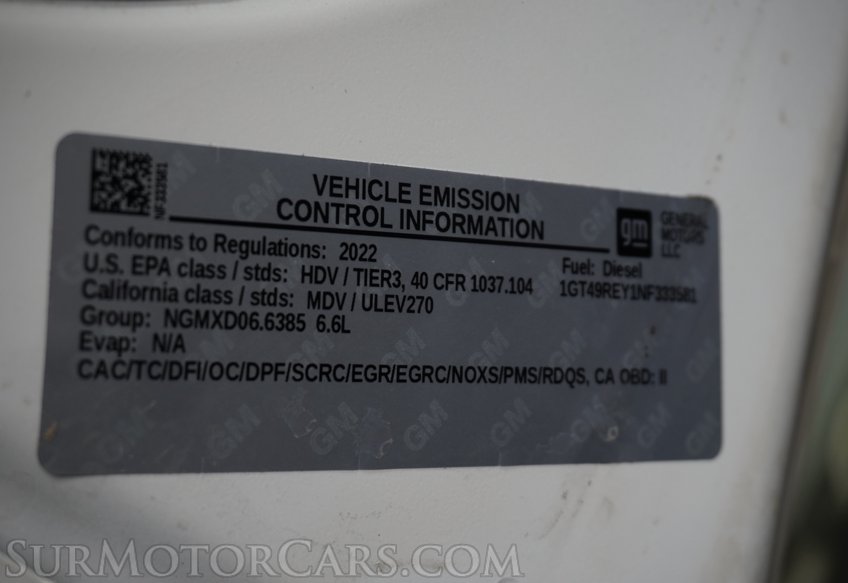 NF333581
VEHICLE EMISSION
CONTROL INFORMATION
gm
GENERAL
MOTORS
LLC
Conforms to Regulations: 2022
Fuel: Diesel
U.S. EPA class / stds: HDV / TIER3, 40 CFR 1037.104
1GT49REY1NF333581
California class / stds: MDV / ULEV270
Group: NGMXD06.6385 6.6L
Evap: N/A
CAC/TC/DFI/OC/DPF/SCRC/EGR/EGRC/NOXS/PMS/RDQS, CA OBD: II
SURMOTORCARS.COM